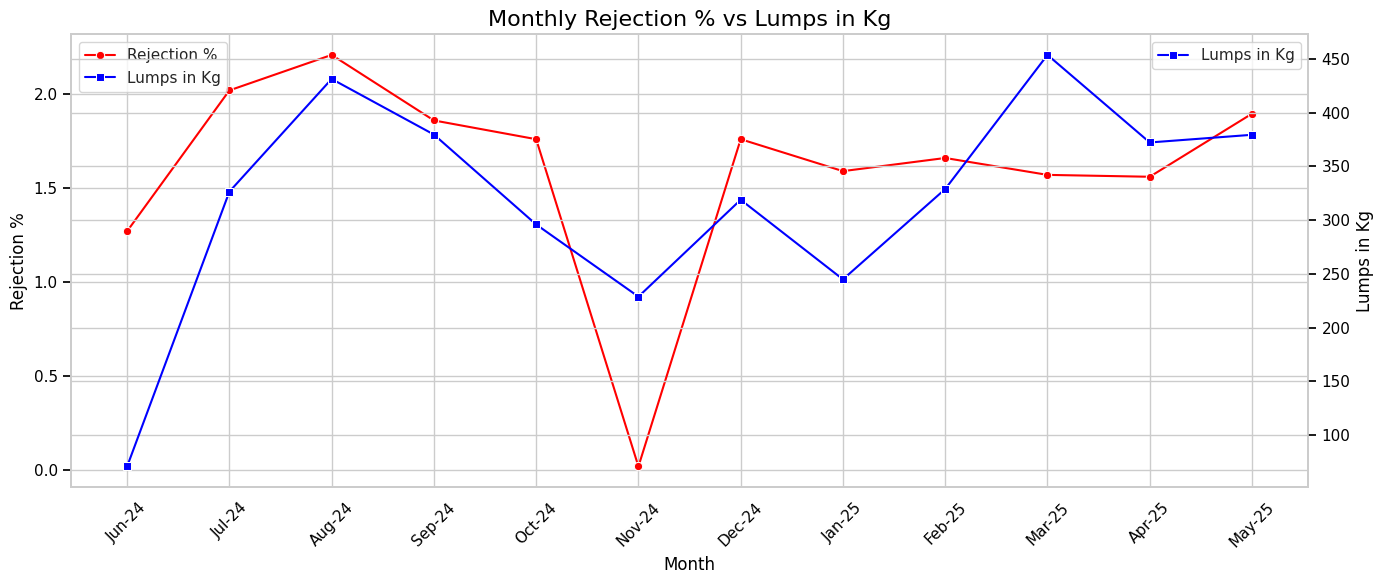 Monthly Rejection % vs Lumps in Kg
Rejection %
Lumps in Kg
Lumps in Kg
Rejection %
2.0
1.5
1.0
0.5
0.0
450
400
350
300
250
200
150
100
Lumps in Kg
Jun-24
Jul-24
Aug-24
Sep-24
Oct-24
Nov-24
Dec-24
Jan-25
Feb-25
Mar-25
Apr-25
May-25
Month